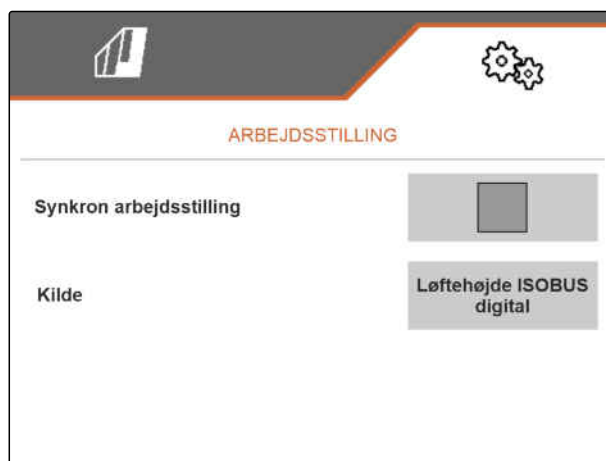 ARBEJDSSTILLING
Synkron arbejdsstilling
Kilde
Løftehøjde ISOBUS
digital